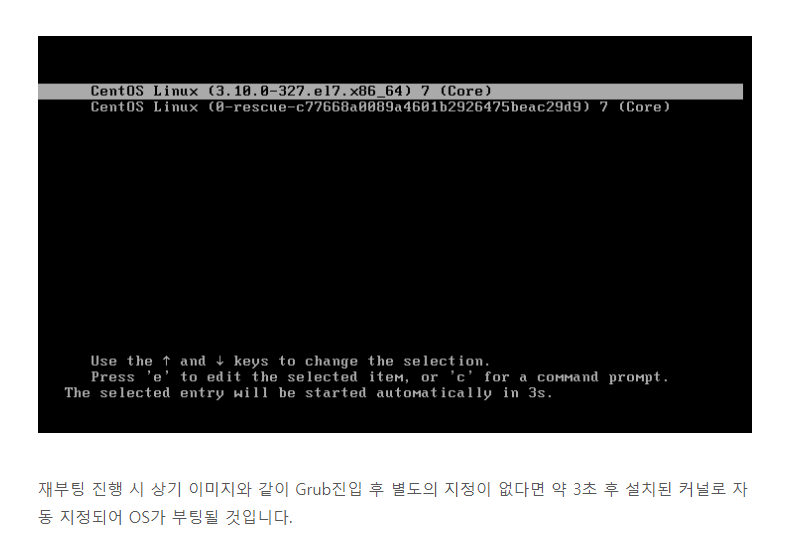 CentOS Linux (3.10.0-327.el7.x86_64) 7 (Core)
CentOS Linux (0-rescue-c77668a0089a4601b2926475beac29d9) 7 (Core)
Use the ↑ and ↓ keys to change the selection.
Press 'e' to edit the selected item, or 'c' for a command prompt.
The selected entry will be started automatically in 3s.
재부팅 진행 시 상기 이미지와 같이 Grub진입 후 별도의 지정이 없다면 약 3초 후 설치된 커널로 자
동 지정되어 OS가 부팅될 것입니다.